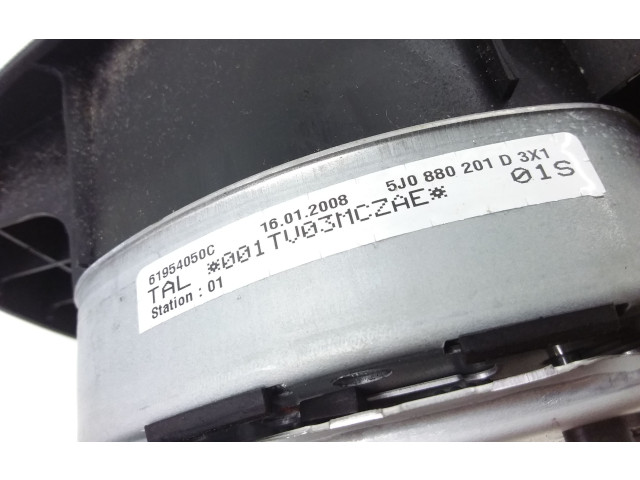 61954050C 16.01.2008 5J0 880 201 D 3X1
TAL *001TV03MCZAE* 01S
Station : 01